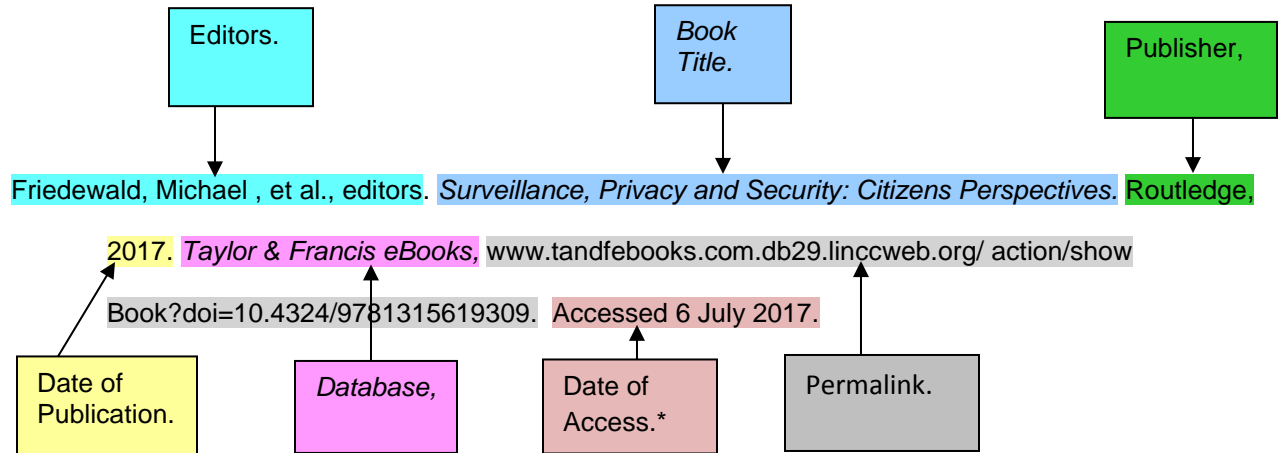 Editors.
Book
Title.
Publisher,
Friedewald, Michael , et al., editors. Surveillance, Privacy and Security: Citizens Perspectives. Routledge,
2017. Taylor & Francis eBooks, www.tandfebooks.com.db29.linccweb.org/ action/show
Book?doi=10.4324/9781315619309. Accessed 6 July 2017.
Date of
Publication.
Database,
Date of
Access.*
Permalink.